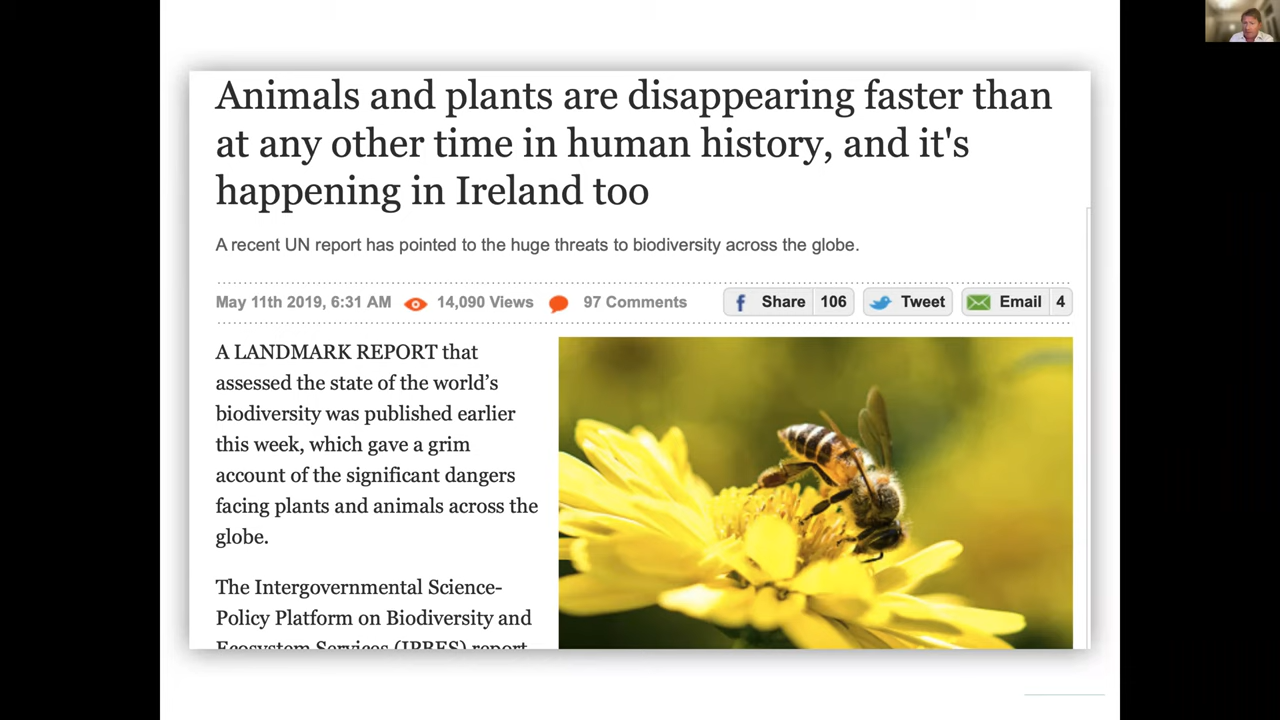 Animals and plants are disappearing faster than
at any other time in human history, and it's
happening in Ireland too
A recent UN report has pointed to the huge threats to biodiversity across the globe.
May 11th 2019, 6:31 AM 14,090 Views 97 Comments f Share 106 Tweet Email 4
A LANDMARK REPORT that
assessed the state of the world’s
biodiversity was published earlier
this week, which gave a grim
account of the significant dangers
facing plants and animals across the
globe.
The Intergovernmental Science-
Policy Platform on Biodiversity and
Ecosystem Services (IPBES) report